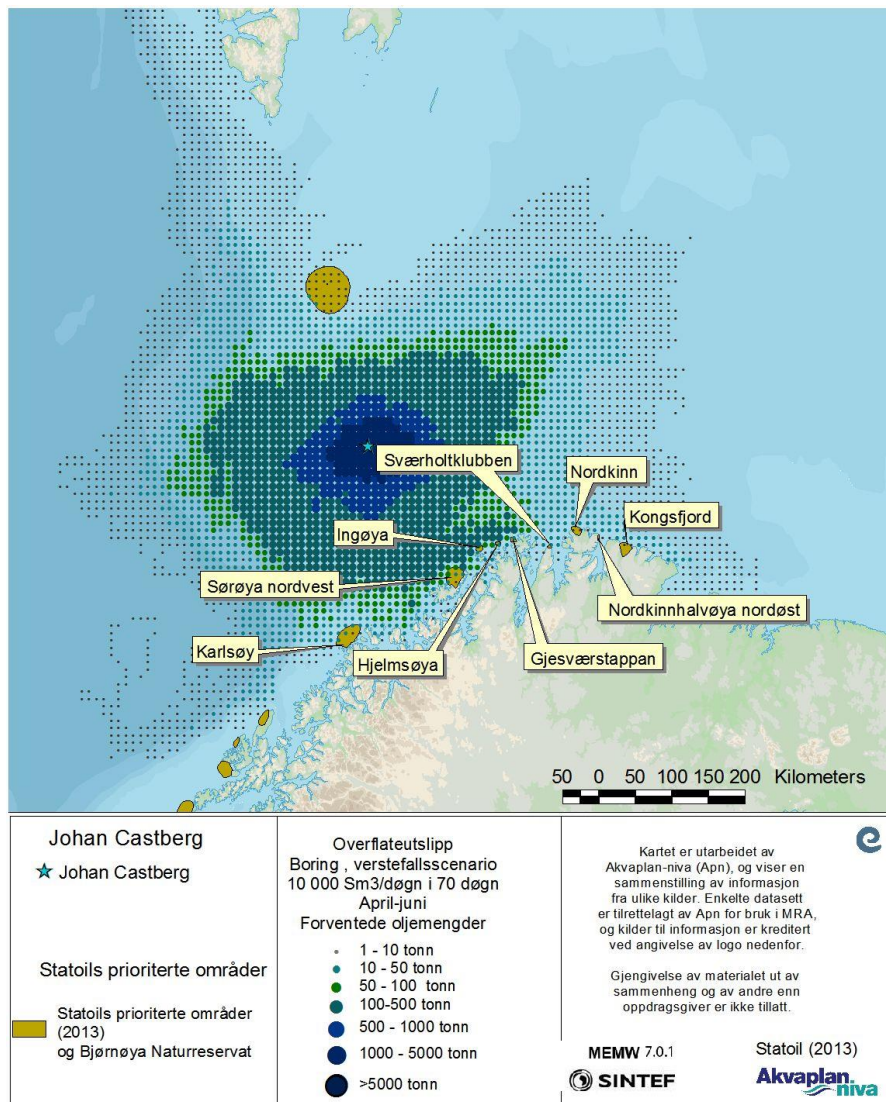 Sværholtklubben
Nordkinn
Kongsfjord
Ingøya
Sørøya nordvest
Nordkinnhalvøya nordøst
Karlsøy
Hjelmsøya
Gjesværstappan
50 0 50 100 150 200 Kilometers
Johan Castberg
Johan Castberg
Statoils prioriterte områder
Statoils prioriterte områder
(2013)
og Bjørnøya Naturreservat
Overflateutslipp
Boring , verstefallsscenario
10 000 Sm3/døgn i 70 døgn
April-juni
Forventede oljemengder
1 - 10 tonn
10 - 50 tonn
50 - 100 tonn
100-500 tonn
500 - 1000 tonn
1000 - 5000 tonn
>5000 tonn
Kartet er utarbeidet av
Akvaplan-niva (Apn), og viser en
sammenstilling av informasjon
fra ulike kilder. Enkelte datasett
er tilrettelagt av Apn for bruk i MRA,
og kilder til informasjon er kreditert
ved angivelse av logo nedenfor.
Gjengivelse av materialet ut av
sammenheng og av andre enn
oppdragsgiver er ikke tillatt.
MEMW 7.0.1
Statoil (2013)
SINTEF
Akvaplan
niva